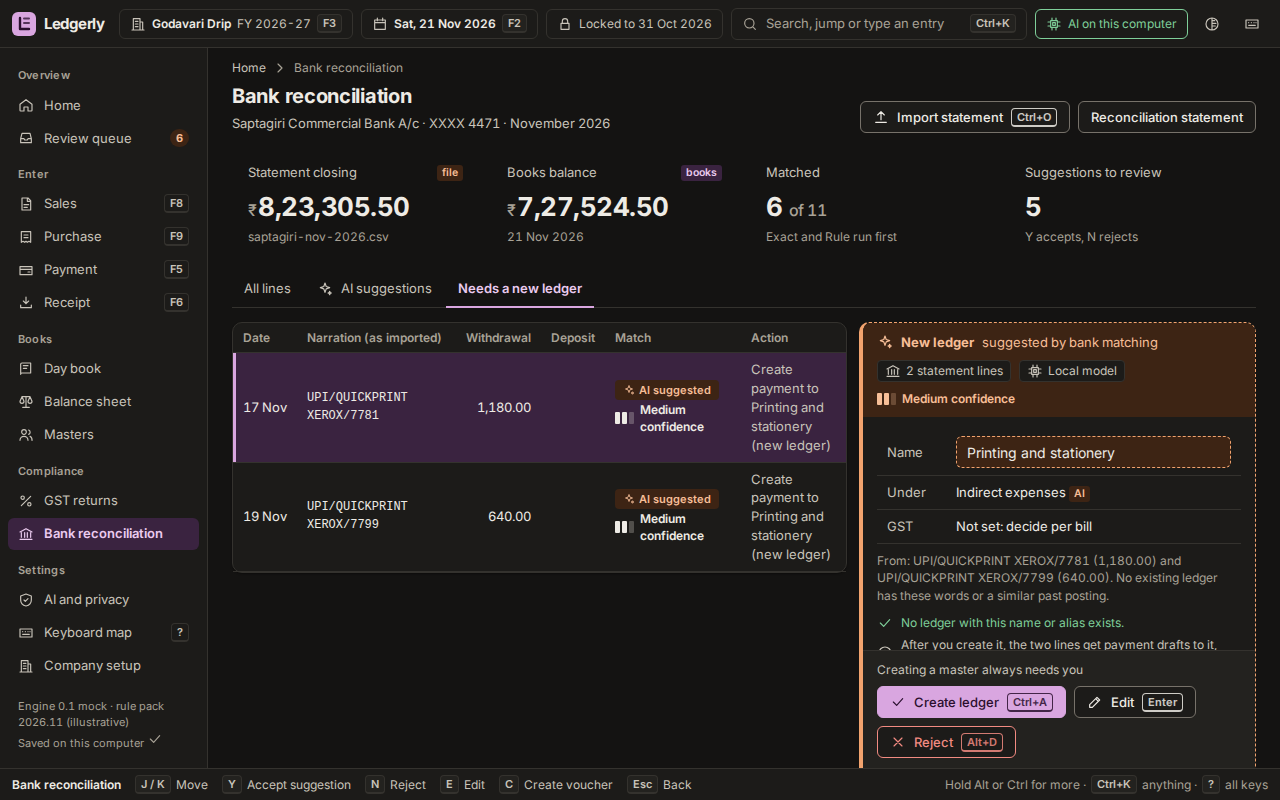 Ledgerly
Godavari Drip FY 2026-27 F3
Sat, 21 Nov 2026 F2
Locked to 31 Oct 2026
Search, jump or type an entry Ctrl+K
AI on this computer
Overview
Home
Review queue 6
Enter
Sales F8
Purchase F9
Payment F5
Receipt F6
Books
Day book
Balance sheet
Masters
Compliance
GST returns
Bank reconciliation
Settings
AI and privacy
Keyboard map ?
Company setup
Engine 0.1 mock · rule pack
2026.11 (illustrative)
Saved on this computer
Home > Bank reconciliation
Bank reconciliation
Saptagiri Commercial Bank A/c · XXXX 4471 · November 2026
Import statement Ctrl+O
Reconciliation statement
Statement closing file
₹8,23,305.50
saptagiri-nov-2026.csv
Books balance books
₹7,27,524.50
21 Nov 2026
Matched
6 of 11
Exact and Rule run first
Suggestions to review
5
Y accepts, N rejects
All lines
AI suggestions
Needs a new ledger
Date Narration (as imported) Withdrawal Deposit Match Action
17 Nov
UPI/QUICKPRINT
XEROX/7781
1,180.00
AI suggested
Medium
confidence
Create
payment to
Printing and
stationery
(new ledger)
19 Nov
UPI/QUICKPRINT
XEROX/7799
640.00
AI suggested
Medium
confidence
Create
payment to
Printing and
stationery
(new ledger)
New ledger suggested by bank matching
2 statement lines
Local model
Medium confidence
Name Printing and stationery
Under Indirect expenses AI
GST Not set: decide per bill
From: UPI/QUICKPRINT XEROX/7781 (1,180.00) and
UPI/QUICKPRINT XEROX/7799 (640.00). No existing ledger
has these words or a similar past posting.
No ledger with this name or alias exists.
After you create it, the two lines get payment drafts to it,
Creating a master always needs you
Create ledger Ctrl+A
Edit Enter
Reject Alt+D
Bank reconciliation J / K Move Y Accept suggestion N Reject E Edit C Create voucher Esc Back
Hold Alt or Ctrl for more · Ctrl+K anything · ? all keys